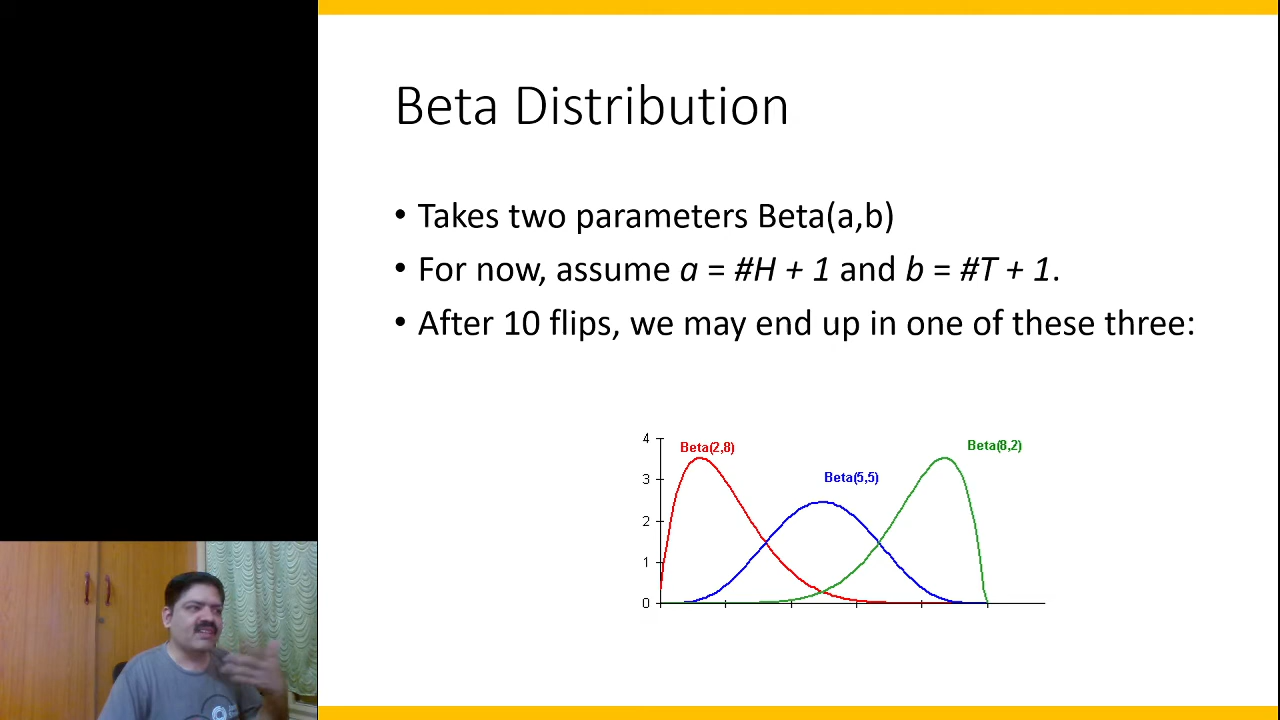 Beta Distribution
• Takes two parameters Beta(a,b)
• For now, assume a = #H + 1 and b = #T + 1.
• After 10 flips, we may end up in one of these three:
4
3
2
1
0
Beta(2,8)
Beta(5,5)
Beta(8,2)